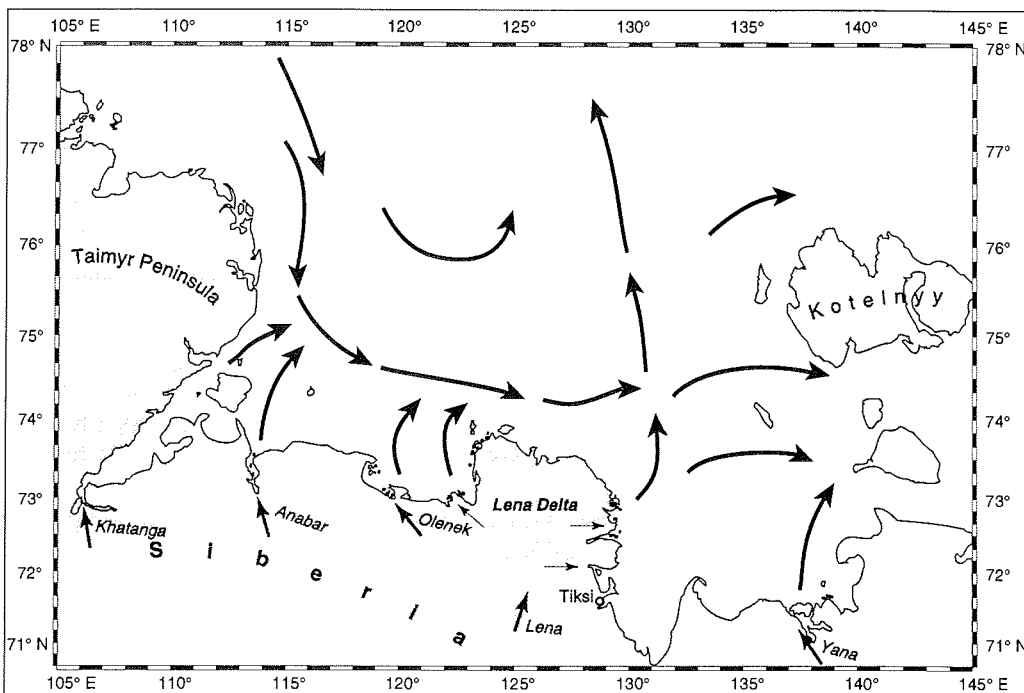 105° E 110° 115° 120° 125° 130° 135° 140° 145° E
78° N 78° N
77° 77°
76° 76°
Taimyr Peninsula
Kotelnyy
75° 75°
74° 74°
73° Lena Delta 73°
Khatanga Anabar Olenek
Siberia
72° 72°
Tiksi
Lena
Yana
71° N 71° N
105° E 110° 115° 120° 125° 130° 135° 140° 145° E